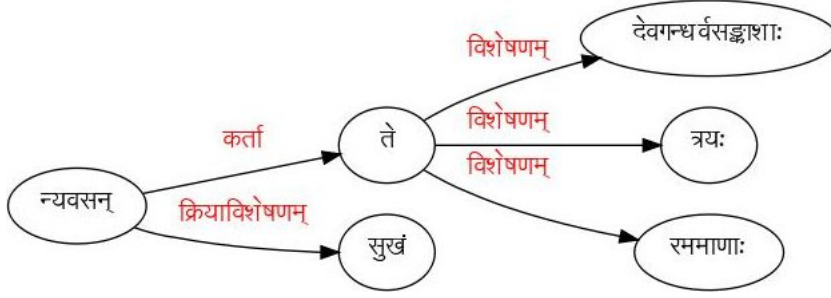 देवगन्धर्वसङ्काशाः
विशेषणम्
विशेषणम्
कर्ता
ते
त्रयः
विशेषणम्
न्यवसन्
क्रियाविशेषणम्
सुखं
रममाणाः